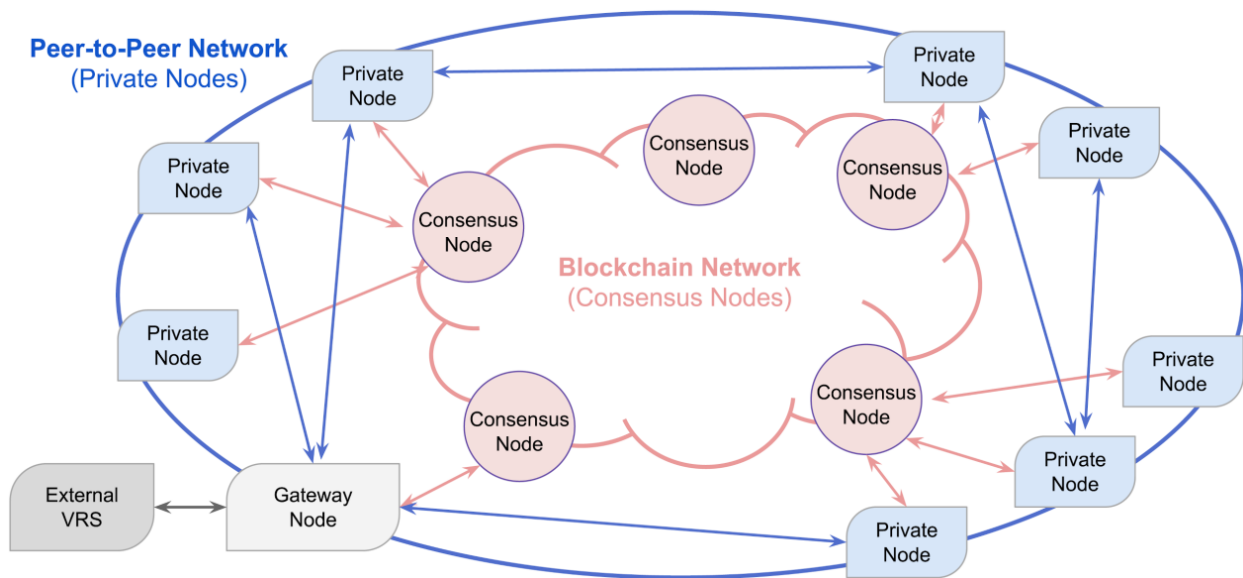 Peer-to-Peer Network
(Private Nodes)
Private
Node
Private
Node
Private
Node
Private
Node
Private
Node
Private
Node
Private
Node
Private
Node
Consensus
Node
Consensus
Node
Consensus
Node
Consensus
Node
Consensus
Node
Blockchain Network
(Consensus Nodes)
External
VRS
Gateway
Node